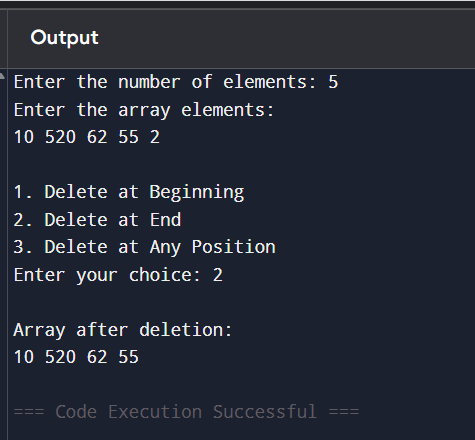 Output
Enter the number of elements: 5
Enter the array elements:
10 520 62 55 2
1. Delete at Beginning
2. Delete at End
3. Delete at Any Position
Enter your choice: 2
Array after deletion:
10 520 62 55
=== Code Execution Successful ===